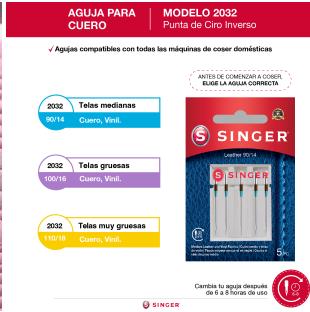 AGUJA PARA
CUERO
MODELO 2032
Punta de Ciro Inverso
Agujas compatibles con todas las máquinas de coser domésticas
ANTES DE COMENZAR A COSER,
ELIGE LA AGUJA CORRECTA
2032
Telas medianas
90/14
Cuero, Vinil.
2032
Telas gruesas
100/16
Cuero, Vinil.
2032
Telas muy gruesas
110/18
Cuero, Vinil.
SINGER
Leather 90/14
SINGER
5
Cambia tu aguja después
de 6 a 8 horas de uso
SINGER